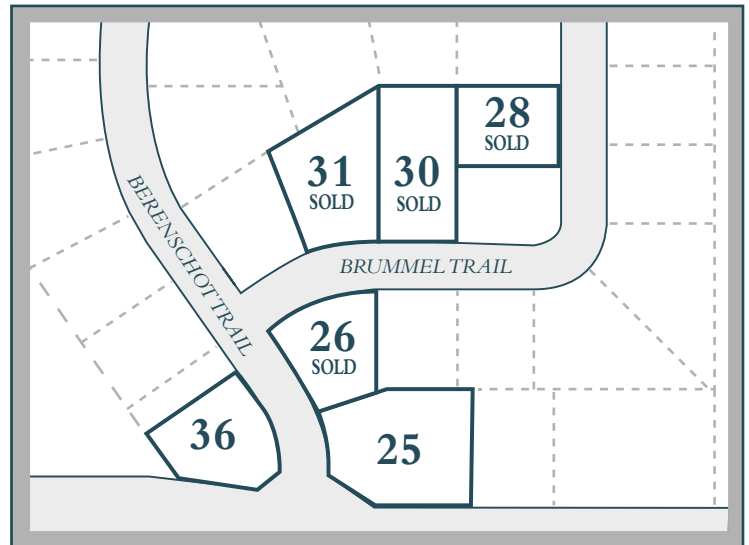 28
SOLD
31
SOLD
30
SOLD
BERENSCHOT TRAIL
BRUMMEL TRAIL
26
SOLD
36
25